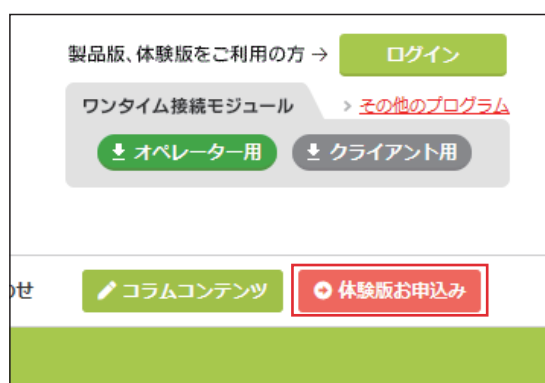 製品版、体験版をご利用の方 → ログイン
ワンタイム接続モジュール > その他のプログラム
オペレーター用 クライアント用
わせ コラムコンテンツ 体験版お申込み